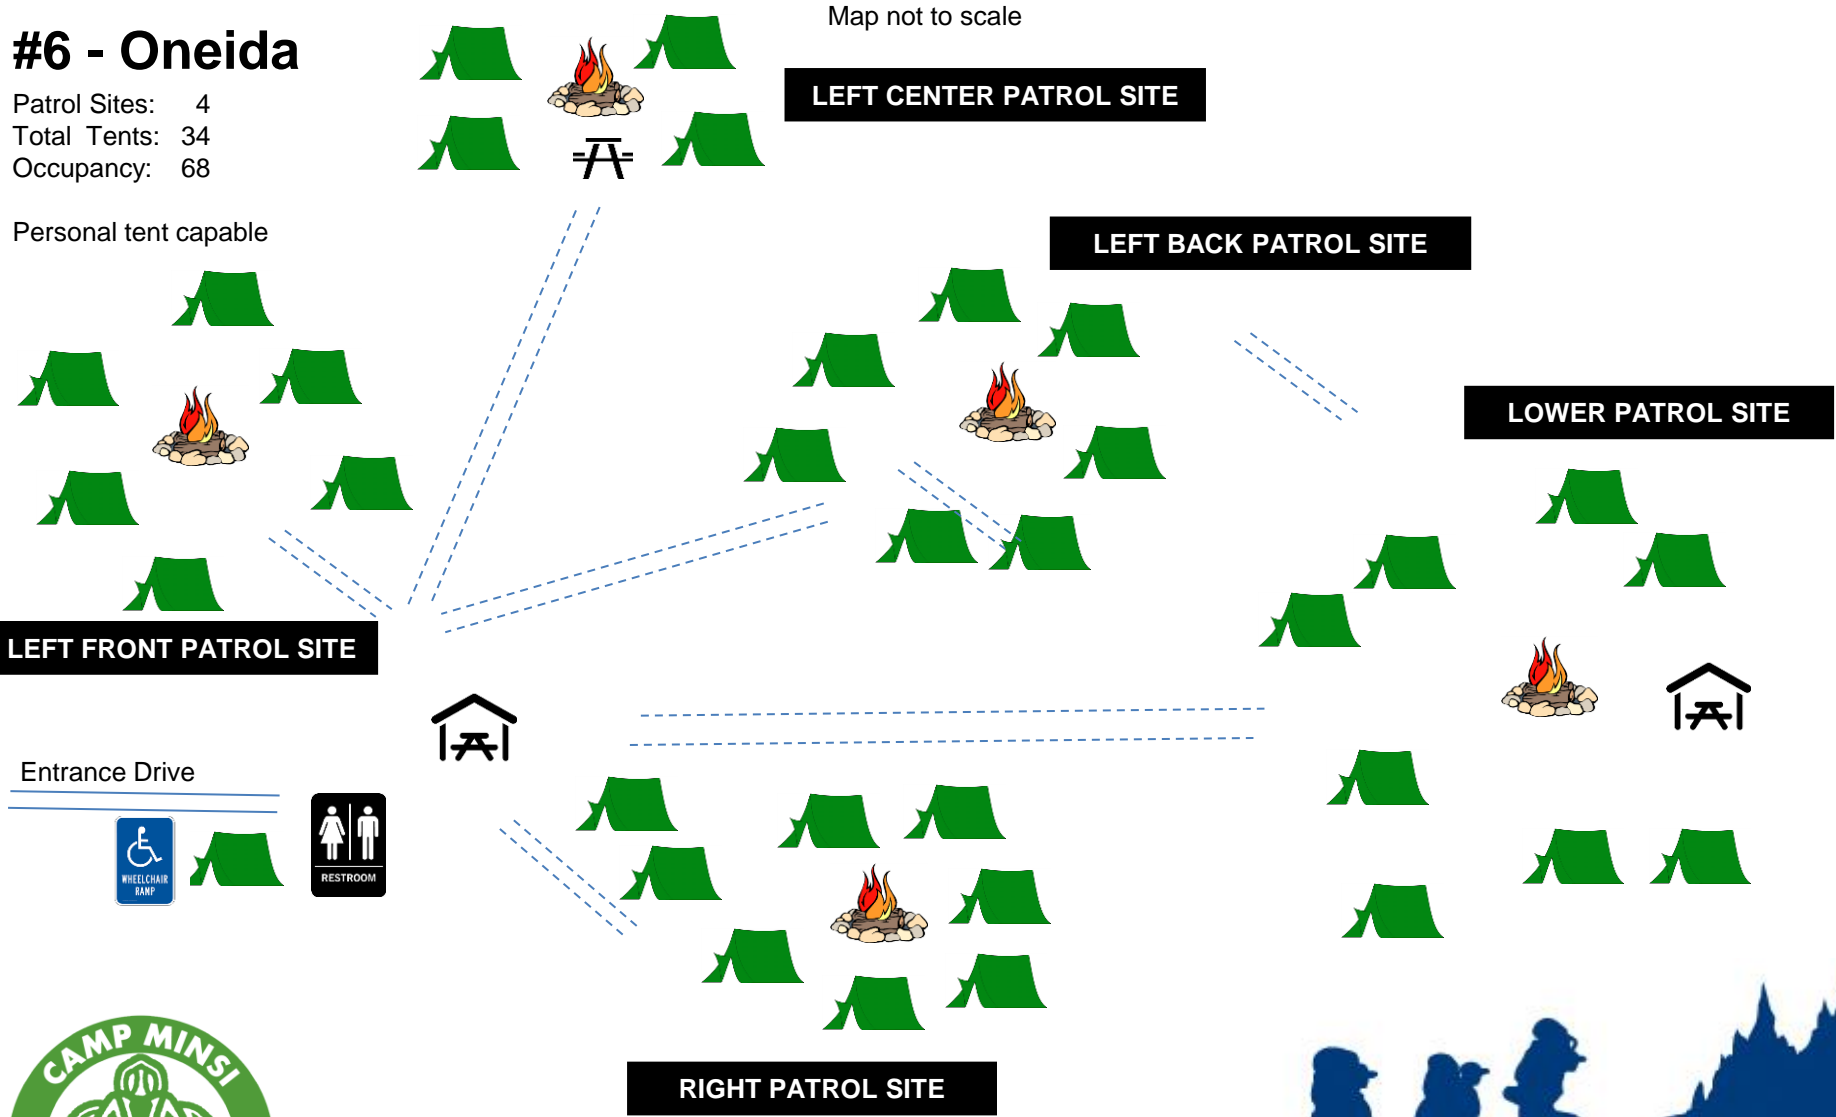 Map not to scale
#6 - Oneida
Patrol Sites: 4
Total Tents: 34
Occupancy: 68
Personal tent capable
LEFT CENTER PATROL SITE
LEFT BACK PATROL SITE
LOWER PATROL SITE
LEFT FRONT PATROL SITE
Entrance Drive
WHEELCHAIR
RAMP
RESTROOM
RIGHT PATROL SITE
CAMP MINSI